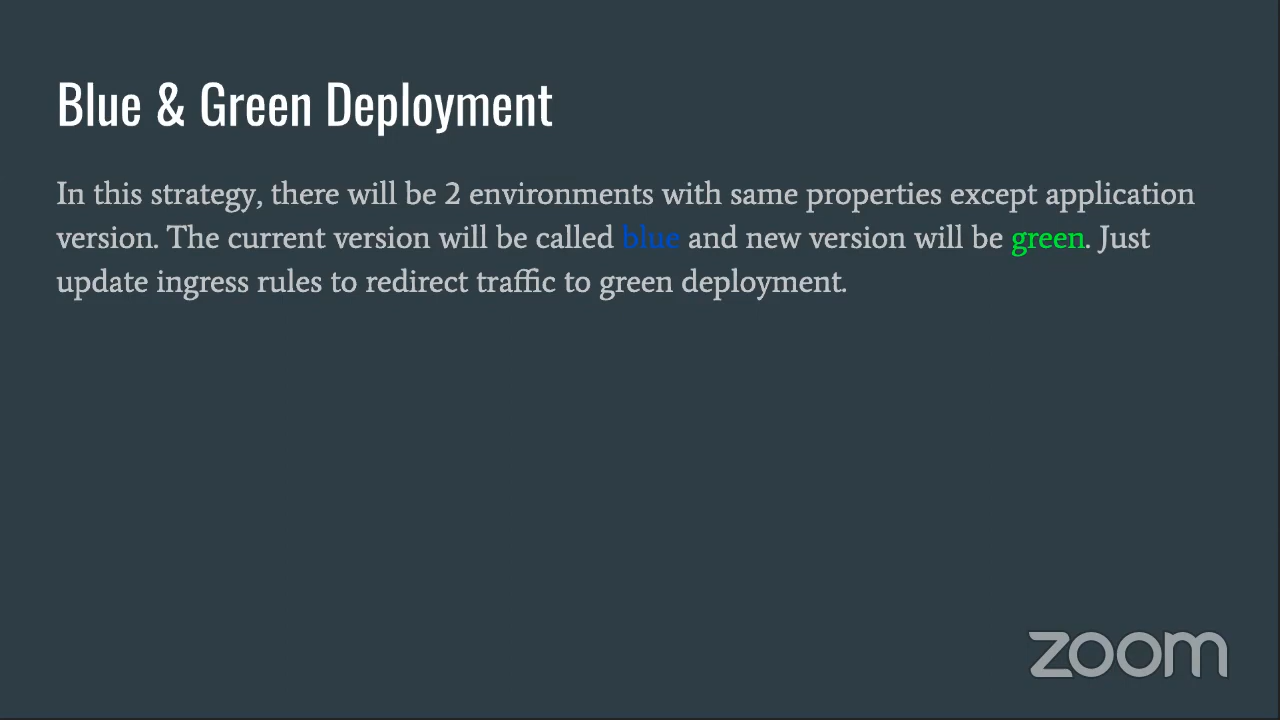 Blue & Green Deployment
In this strategy, there will be 2 environments with same properties except application
version. The current version will be called blue and new version will be green. Just
update ingress rules to redirect traffic to green deployment.
zoom